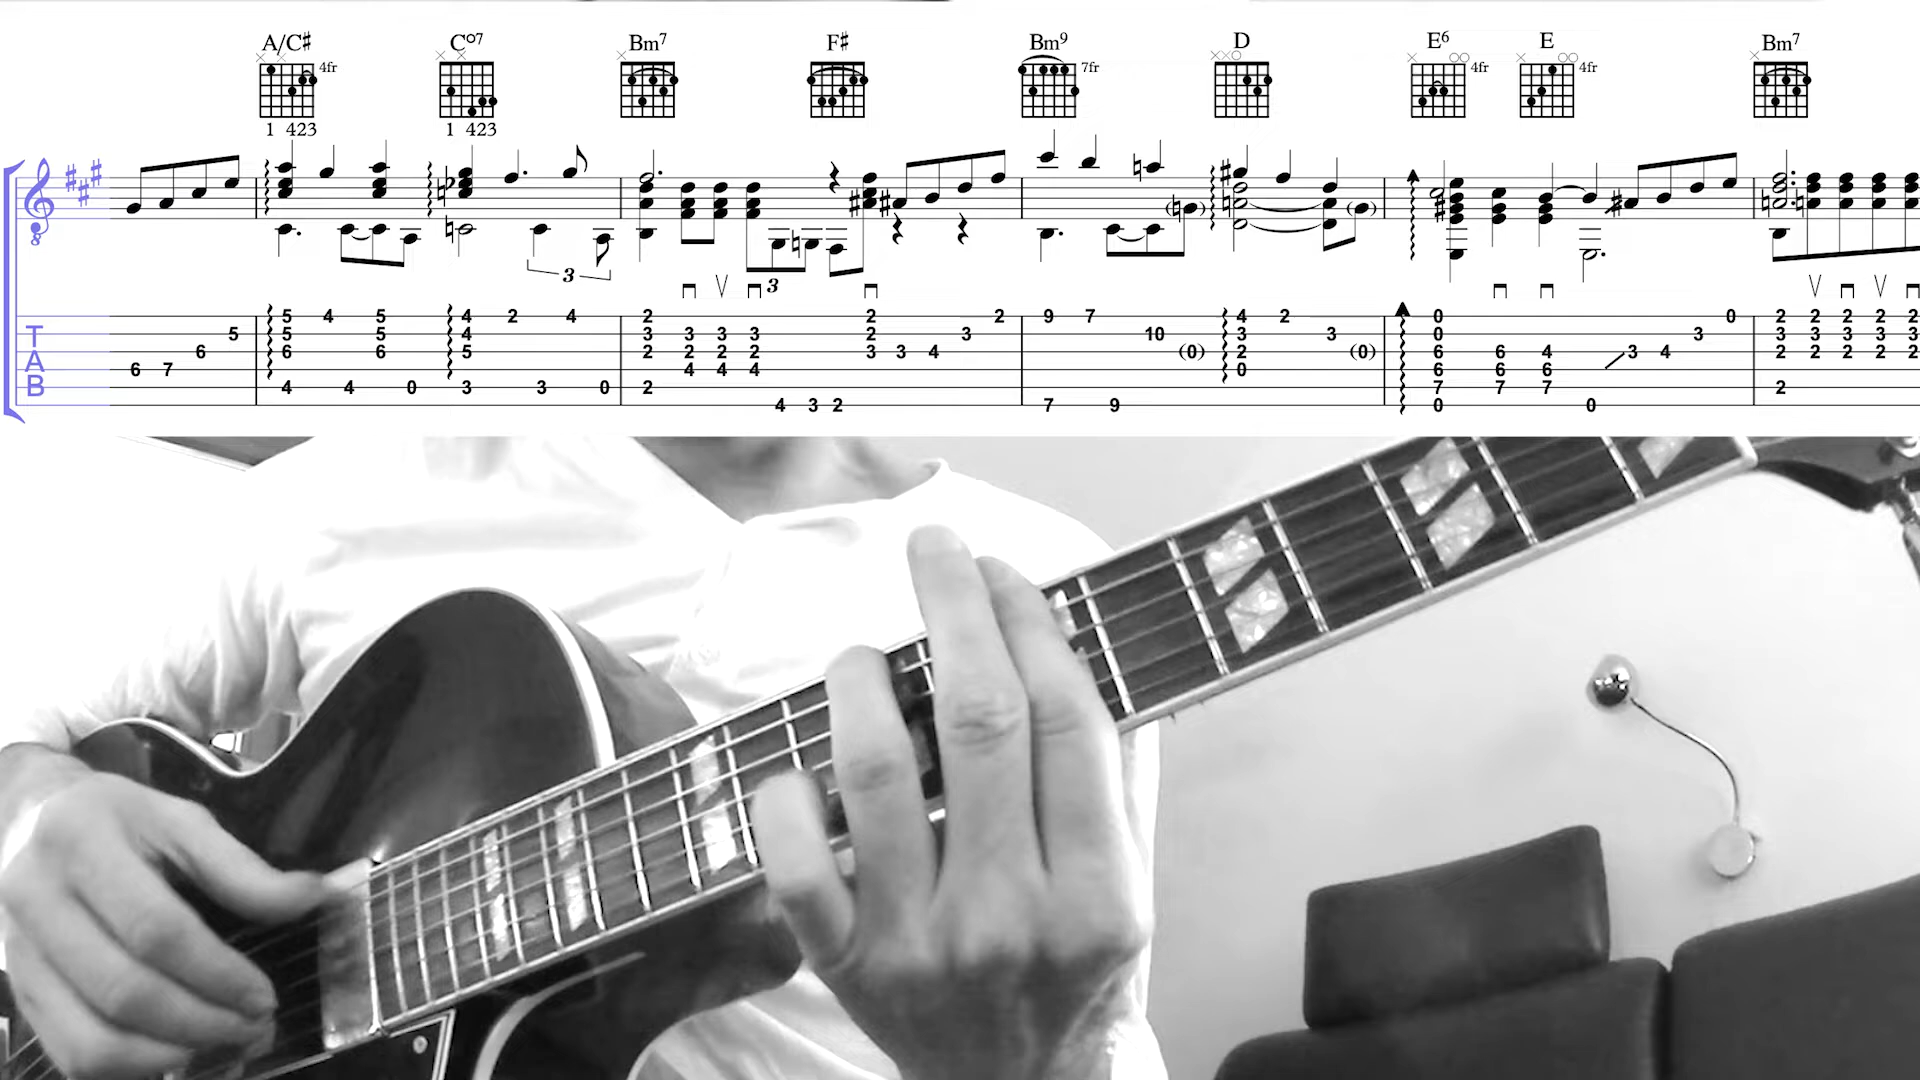 A/C♯ C°7 Bm7 F♯ Bm9 D E6 E Bm7
4fr 7fr 4fr 4fr
1 423 1 423
8
3 3
5 4 5 4 2 4 2 2 2 9 7 4 2 0 0 2 2 2 2 2
T 5 5 5 4 3 3 3 3 2 3 10 3 3 0 3 3 3 3 3 3
A 6 6 6 5 2 2 2 2 3 3 4 (0) 2 (0) 6 6 4 3 4 2 2 2 2 2
6 7 4 4 4 0 6 6 6
B 4 4 0 3 3 0 2 7 7 7 2
4 3 2 7 9 0 0